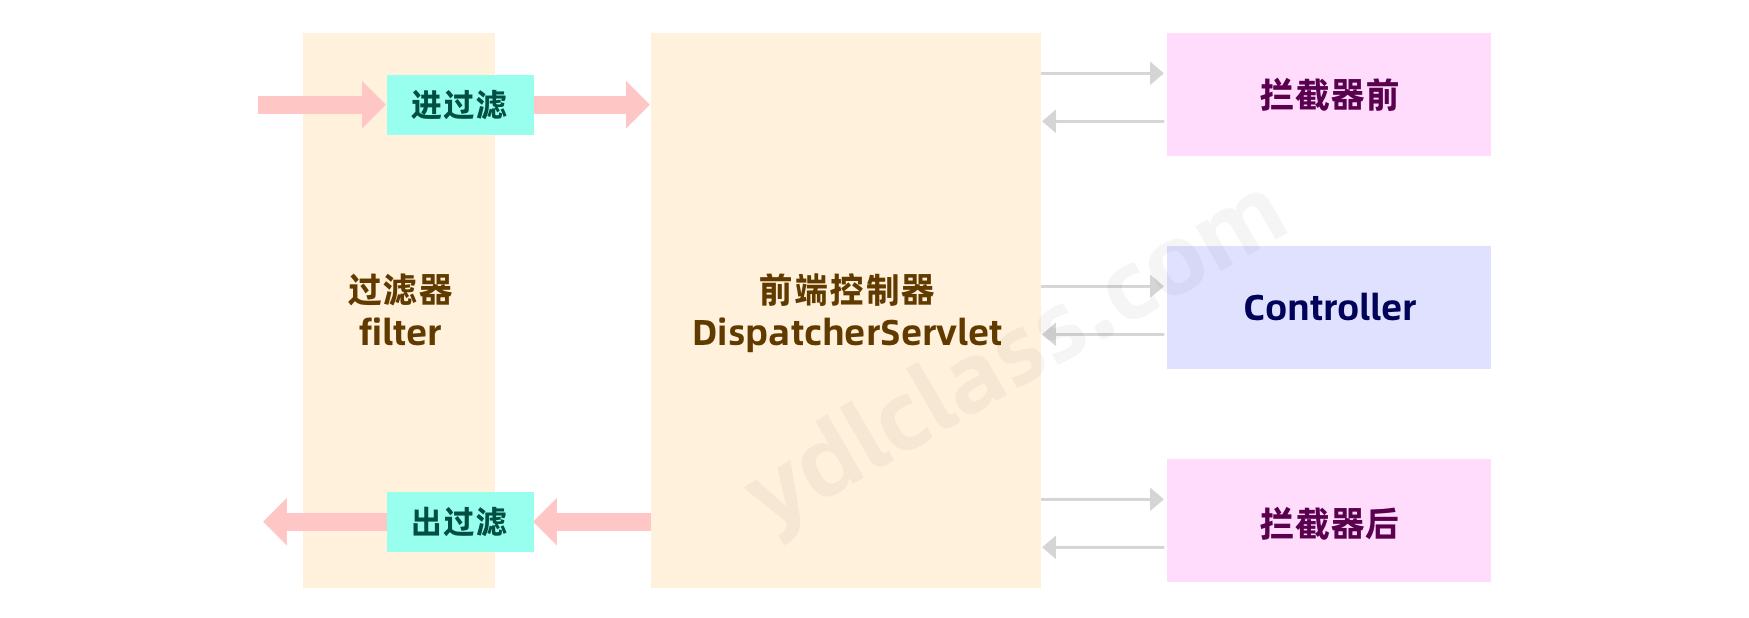 进过滤
拦截器前
过滤器
filter
前端控制器
DispatcherServlet
Controller
出过滤
拦截器后
ydlclass.com